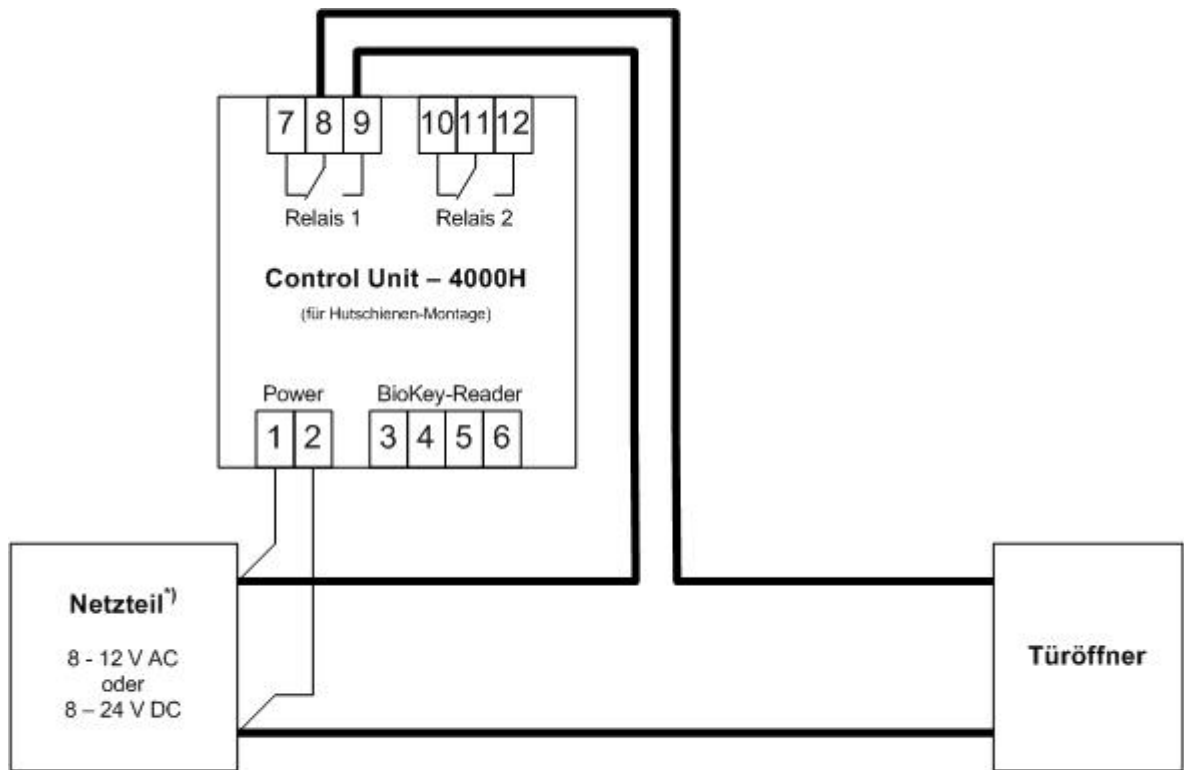 7 8 9 10 11 12
Relais 1 Relais 2
Control Unit – 4000H
(für Hutschienen-Montage)
Power BioKey-Reader
1 2 3 4 5 6
Netzteil*)
8 - 12 V AC
oder
8 – 24 V DC
Türöffner